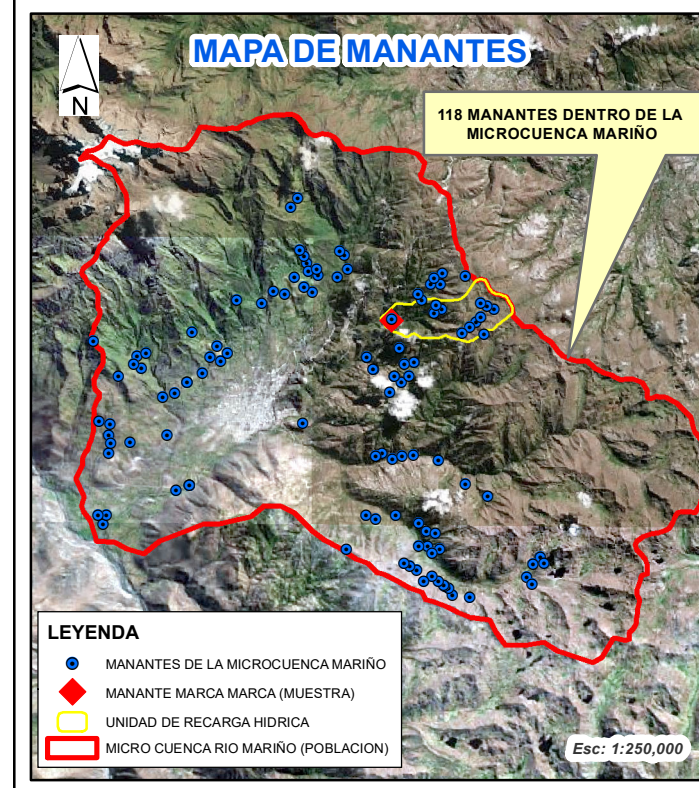 MAPA DE MANANTES
N
118 MANANTES DENTRO DE LA
MICROCUENCA MARIÑO
LEYENDA
MANANTES DE LA MICROCUENCA MARIÑO
MANANTE MARCA MARCA (MUESTRA)
UNIDAD DE RECARGA HIDRICA
MICRO CUENCA RIO MARIÑO (POBLACION)
Esc: 1:250,000